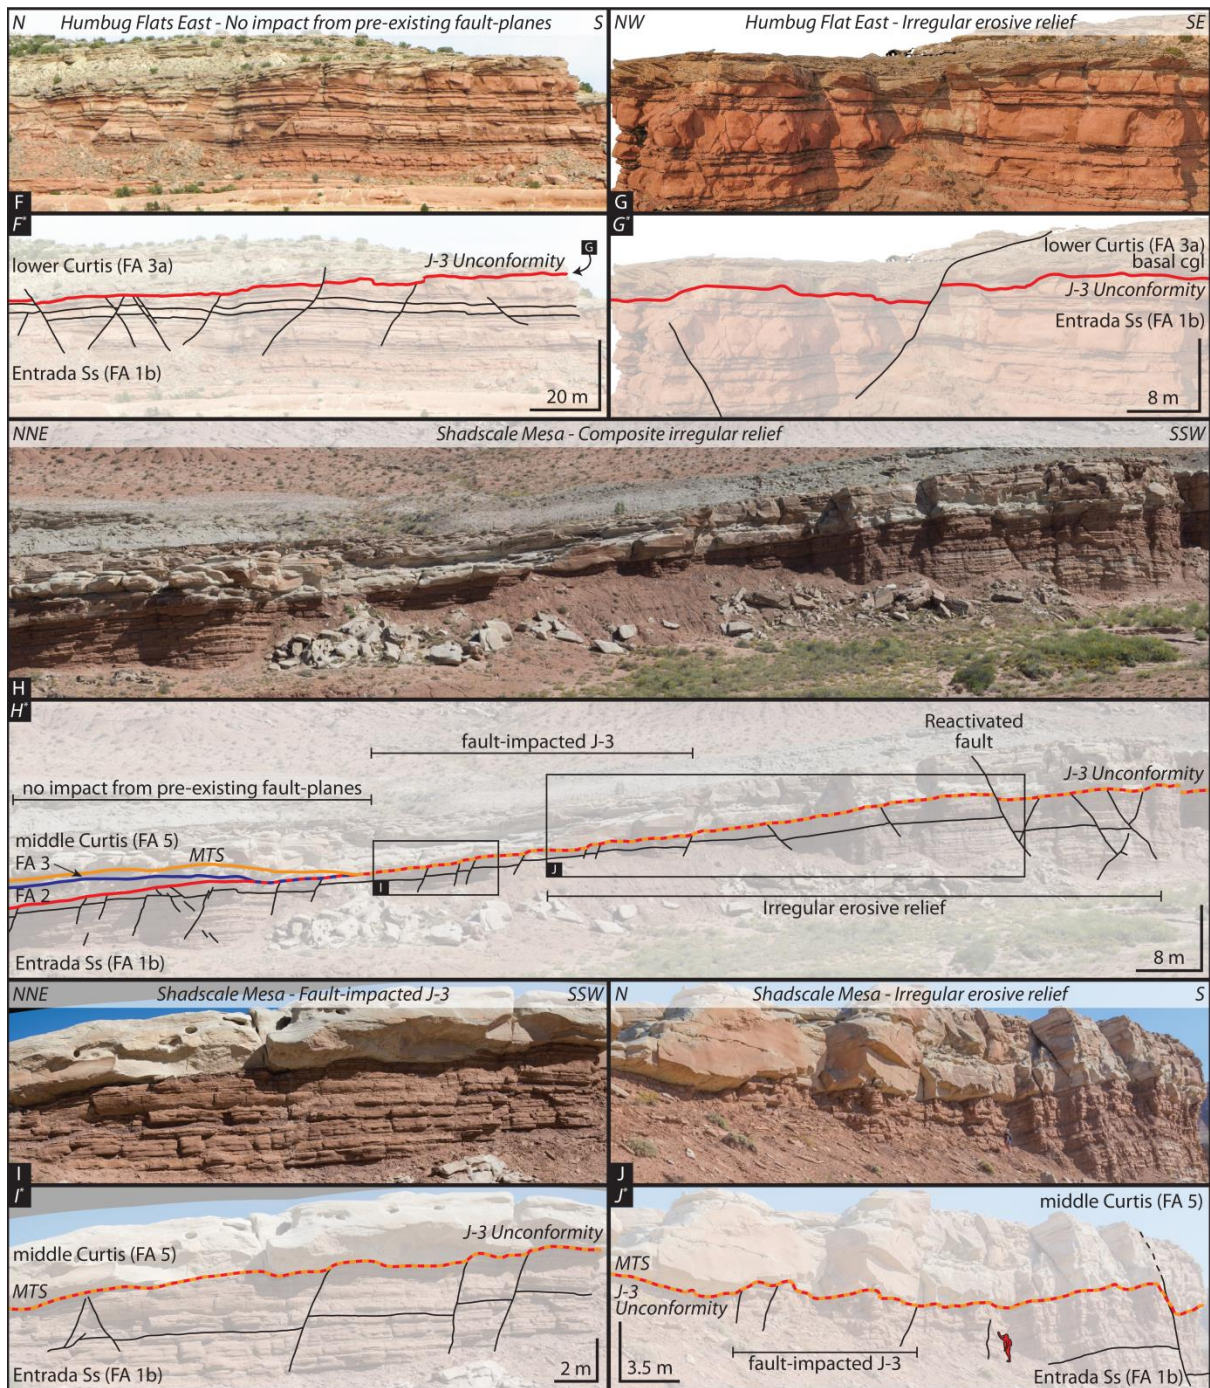 N Humbug Flats East - No impact from pre-existing fault-planes S
NW Humbug Flat East - Irregular erosive relief SE
F
G
F*
lower Curtis (FA 3a)
J-3 Unconformity
G
Entrada Ss (FA 1b)
20 m
G*
lower Curtis (FA 3a)
basal cgl
J-3 Unconformity
Entrada Ss (FA 1b)
8 m
NNE Shadscale Mesa - Composite irregular relief SSW
H
H*
Reactivated
fault
fault-impacted J-3
J-3 Unconformity
no impact from pre-existing fault-planes
middle Curtis (FA 5)
MTS
FA 3
FA 2
I
J
Irregular erosive relief
Entrada Ss (FA 1b)
8 m
NNE Shadscale Mesa - Fault-impacted J-3 SSW
N Shadscale Mesa - Irregular erosive relief S
I
J
I*
J-3 Unconformity
middle Curtis (FA 5)
MTS
Entrada Ss (FA 1b)
2 m
J*
middle Curtis (FA 5)
MTS
J-3
Unconformity
3.5 m
fault-impacted J-3
Entrada Ss (FA 1b)